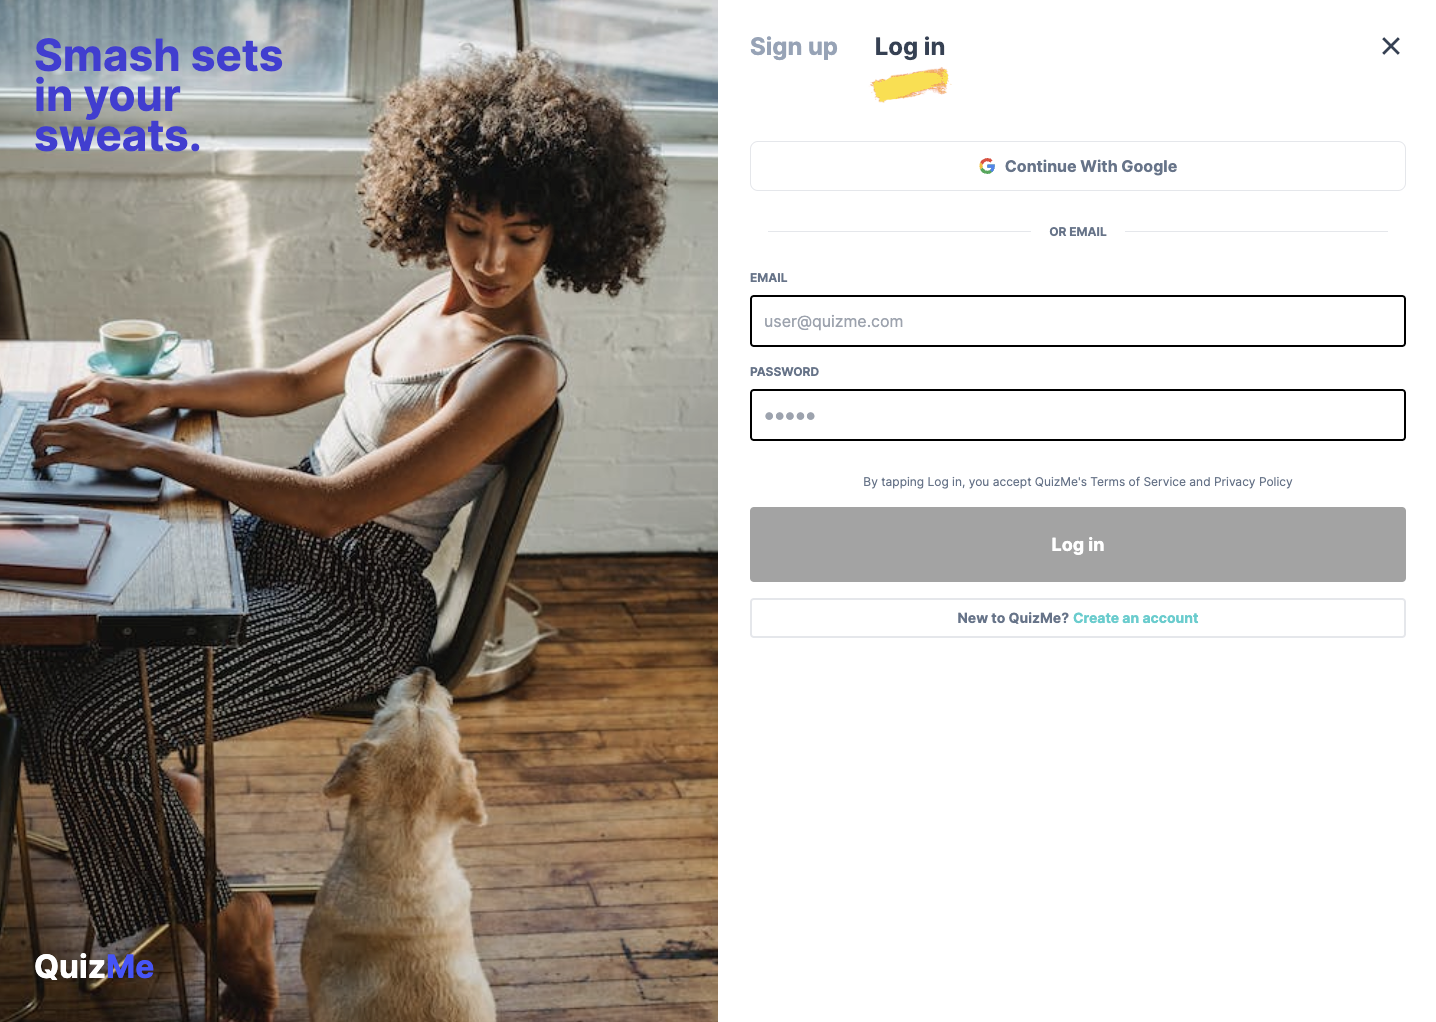 Smash sets
in your
sweats.
QuizMe
Sign up
Log in
Continue With Google
OR EMAIL
EMAIL
user@quizme.com
PASSWORD
●●●●●
By tapping Log in, you accept QuizMe's Terms of Service and Privacy Policy
Log in
New to QuizMe? Create an account